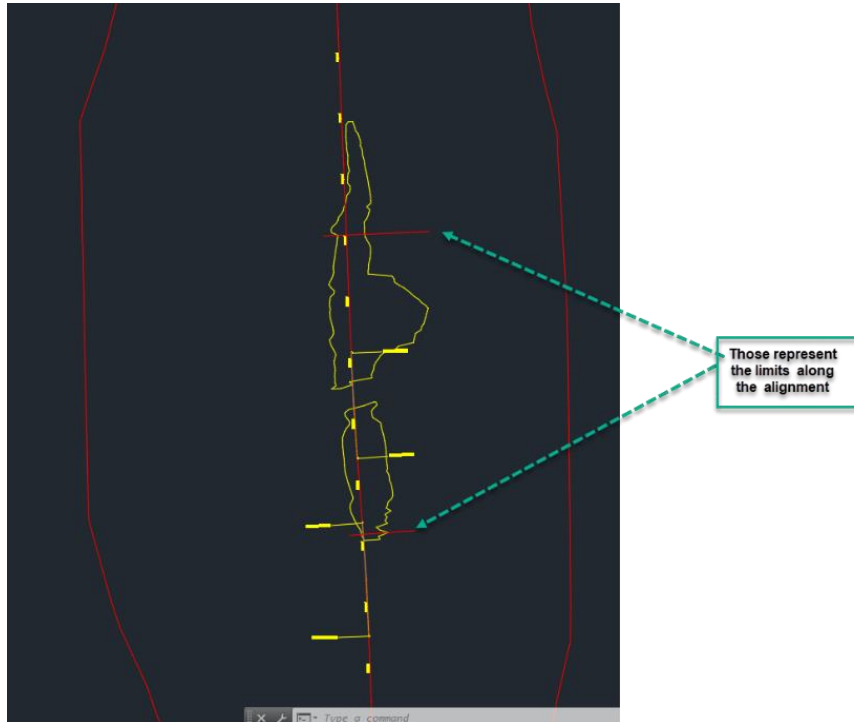 Those represent
the limits along
the alignment
Type a command